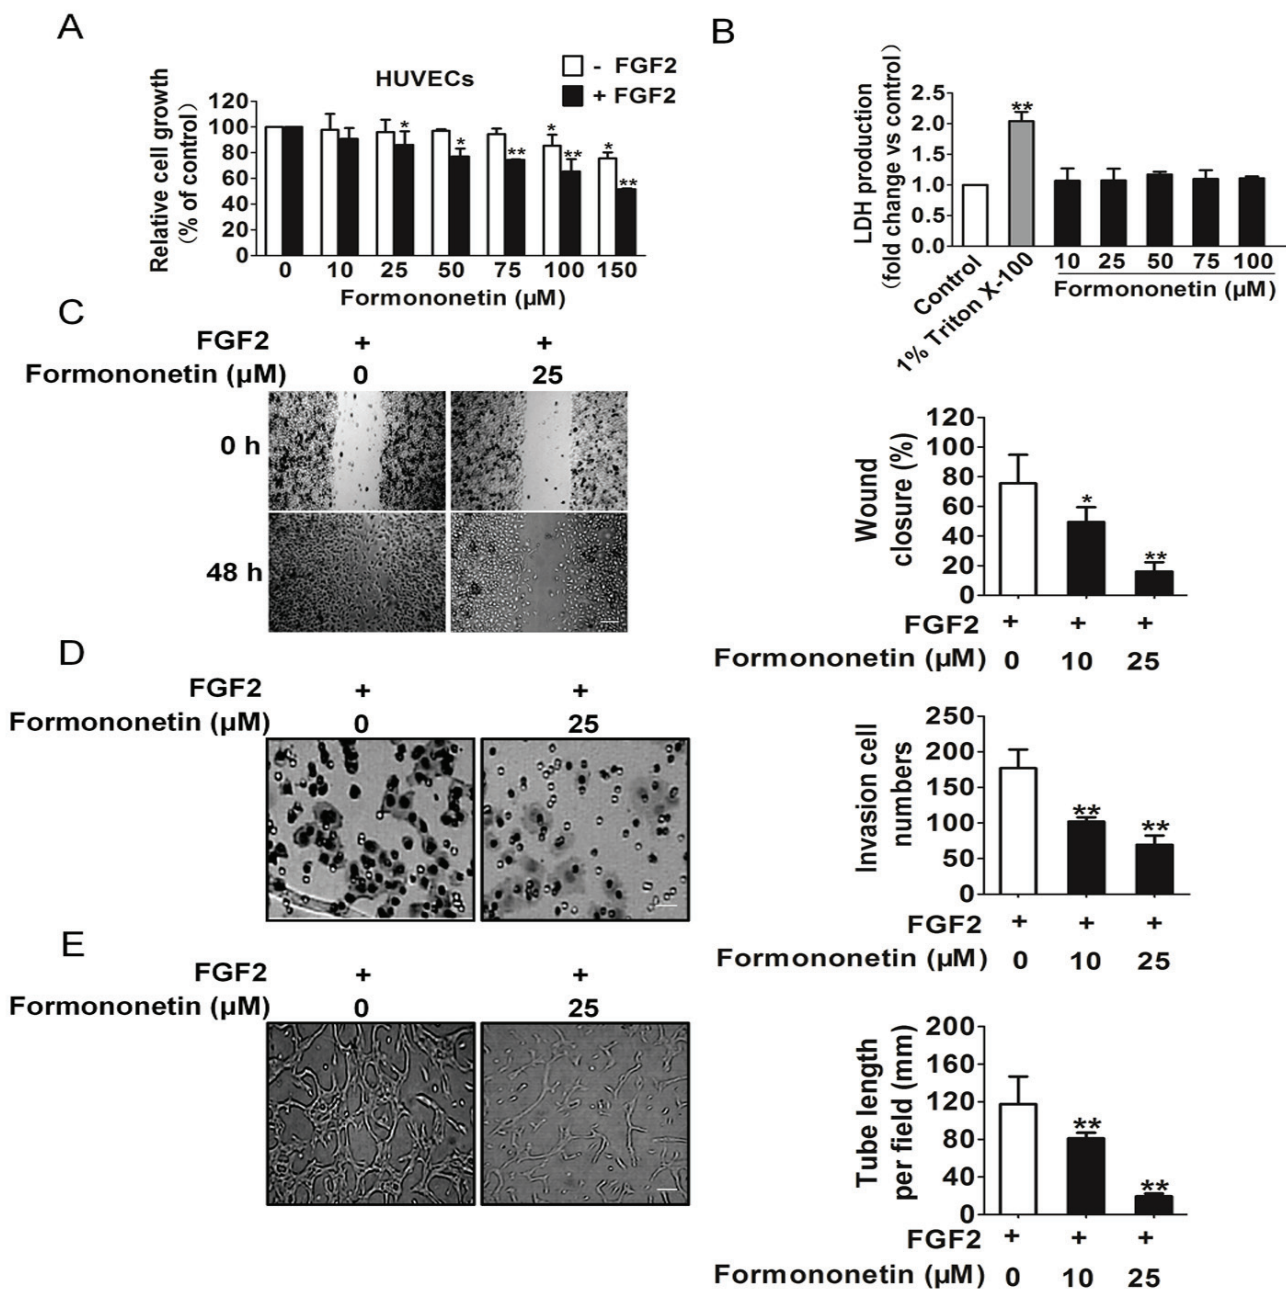 A
HUVECs
- FGF2
+ FGF2
Relative cell growth
(% of control)
120
100
80
60
40
20
0
* * ** * ** * **
0 10 25 50 75 100 150
Formononetin (µM)
B
LDH production
(fold change vs control)
2.5
2.0
1.5
1.0
0.5
0.0
**
Control
1% Triton X-100
10 25 50 75 100
Formononetin (µM)
C
FGF2 + +
Formononetin (µM) 0 25
0 h
48 h
Wound
closure (%)
120
100
80
60
40
20
0
* **
FGF2 + + +
Formononetin (µM) 0 10 25
D
FGF2 + +
Formononetin (µM) 0 25
Invasion cell
numbers
250
200
150
100
50
0
** **
FGF2 + + +
Formononetin (µM) 0 10 25
E
FGF2 + +
Formononetin (µM) 0 25
Tube length
per field (mm)
200
160
120
80
40
0
** **
FGF2 + + +
Formononetin (µM) 0 10 25